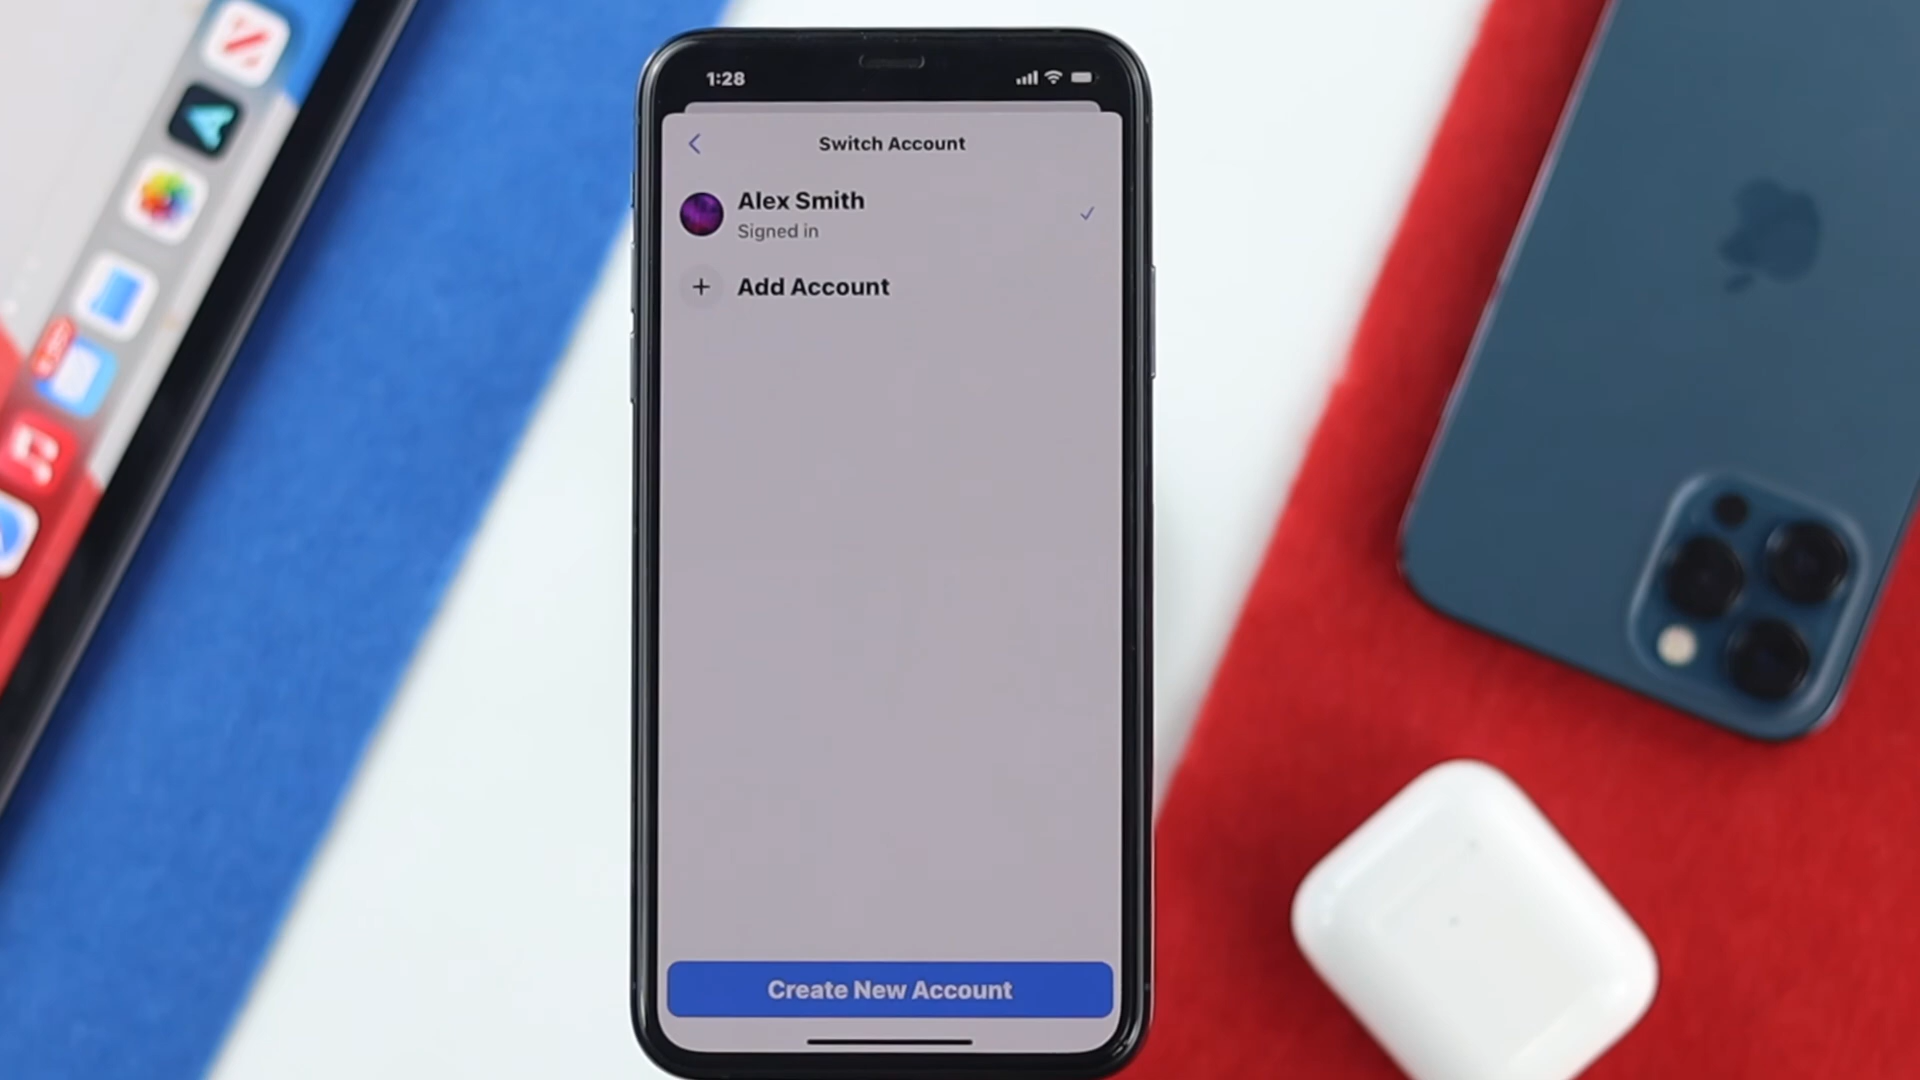 1:28
Switch Account
Alex Smith
Signed in
Add Account
Create New Account